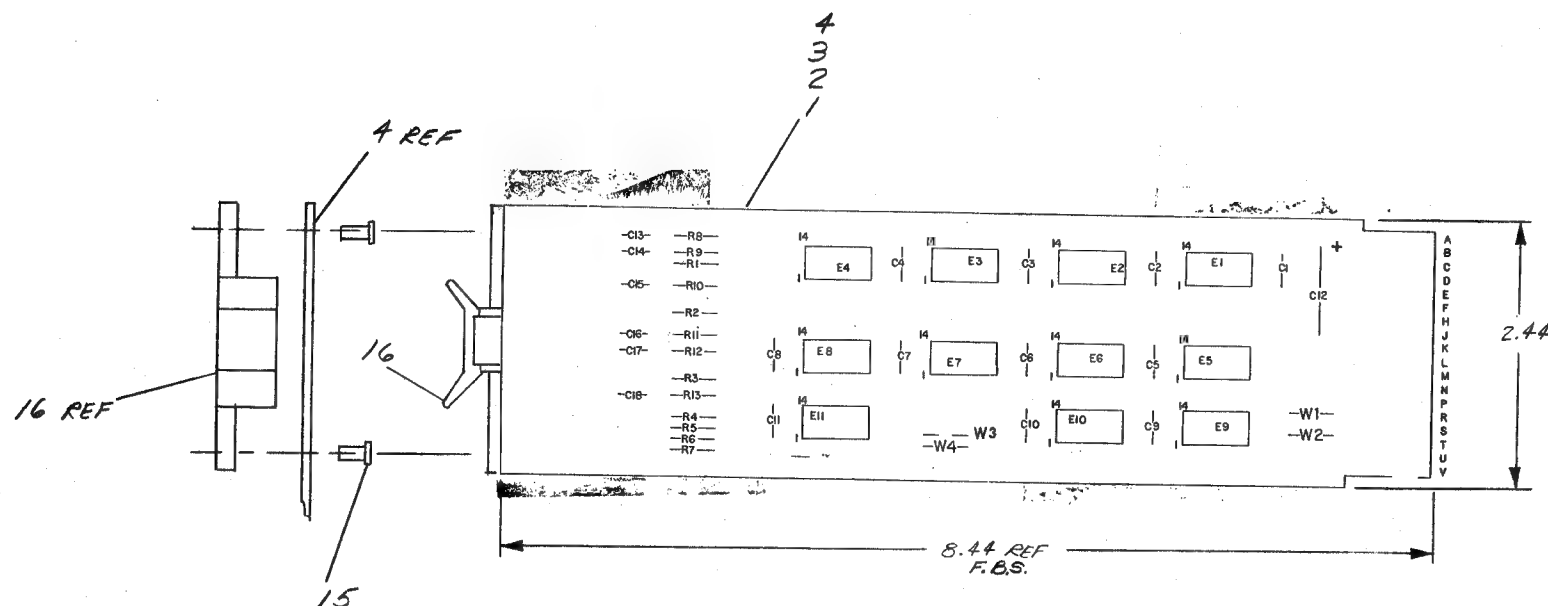 4
3
2
4 REF
A
B
C
D
E
F
H
J
K
L
M
N
P
R
S
T
U
V
-C13- -R8-
-C14- -R9-
-R1-
-C15- -R10-
-R2-
-C16- -R11-
-C17- -R12-
-R3-
-C18- -R13-
-R4-
-R5-
-R6-
-R7-
14 E4 1 C4 14 E3 1 C3 14 E2 1 C2 14 E1 1 C1 + C12
C8 14 E8 1 C7 14 E7 1 C6 14 E6 1 C5 14 E5 1
C11 14 E11 1 W3 -W4- C10 14 E10 1 C9 14 E9 1 -W1-
-W2-
2.44
16
16 REF
8.44 REF
F.B.S.
15